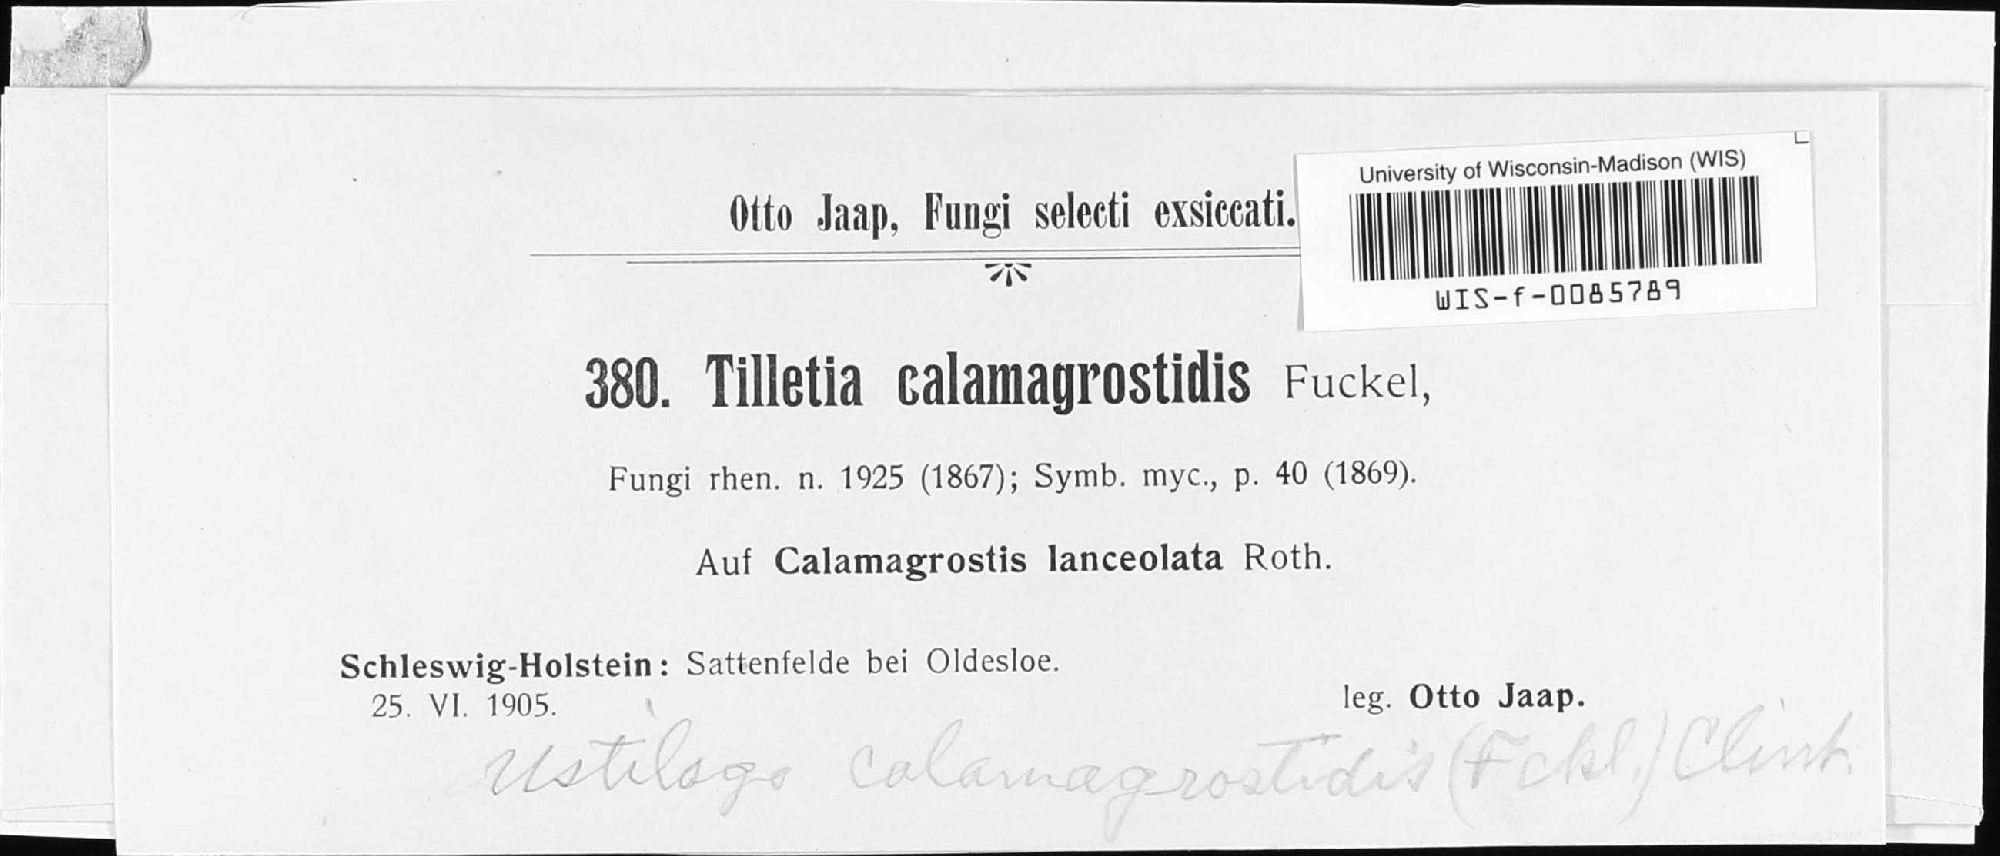 University of Wisconsin-Madison (WIS)
WIS-f-0085789
Otto Jaap, Fungi selecti exsiccati.
380. Tilletia calamagrostidis Fuckel,
Fungi rhen. n. 1925 (1867); Symb. myc., p. 40 (1869).
Auf Calamagrostis lanceolata Roth.
Schleswig-Holstein: Sattenfelde bei Oldesloe.
25. VI. 1905.
leg. Otto Jaap.
Ustilago calamagrostidis (Fckl.) Clint.